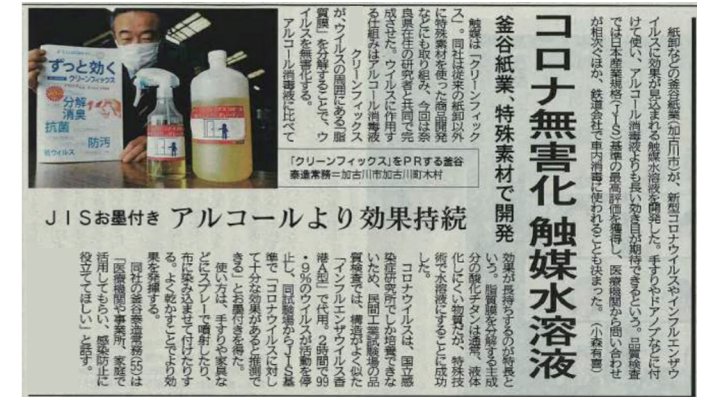 コロナ無害化 触媒水溶液
釜谷紙業、特殊素材で開発
JISお墨付き アルコールより効果持続
紙卸などの釜谷紙業(加古川市)が、新型コロナウイルスやインフルエンザウ
イルスに効果が見込まれる触媒水溶液を開発した。手すりやドアノブなどに付
けて使い、アルコール消毒液よりも長い効き目が期待できるという。品質検査
では日本産業規格(JIS)基準の最高評価を獲得し、医療機関から問い合わせ
が相次ぐほか、鉄道会社で車内消毒に使われることも決まった。(小森有喜)
触媒は「クリーンフィック
ス」。同社は従来の紙卸以外
に特殊素材を使った商品開発
などにも取り組み、今回は奈
良県在住の研究者と共同で完
成させた。ウイルスに作用す
る仕組みはアルコール消毒液
クリーンフィックス
が、ウイルスの周囲にある「脂
質膜」を分解することで、ウ
イルスを無害化する。
アルコール消毒液に比べて
効果が長持ちするのが特長と
いう。脂質膜を分解する主成
分の酸化チタンは通常、液体
化しにくい物質だが、特殊技
術で水溶液にすることに成功
した。
コロナウイルスは、国立感
染症研究所でしか培養できな
いため、民間工業試験場の品
質検査では、構造がよく似た
「インフルエンザウイルス香
港A型」で代用。2時間で99
・9%のウイルスが活動を停
止し、同試験場からJIS基
準で「コロナウイルスに対し
て十分な効果があると推測で
きる」とお墨付きを得た。
使い方は、手すりや家具な
どにスプレーで噴射したり、
布に染み込ませて付けたりす
る。よく乾かすことでより効
果を発揮する。
同社の釜谷泰造常務(55)は
「医療機関や事業所、家庭で
活用してもらい、感染防止に
役立ててほしい」と話す。
「クリーンフィックス」をPRする釜谷
泰造常務=加古川市加古川町木村
ずっと効く
クリーンフィックス
分解
消臭
抗菌
防汚
抗ウイルス